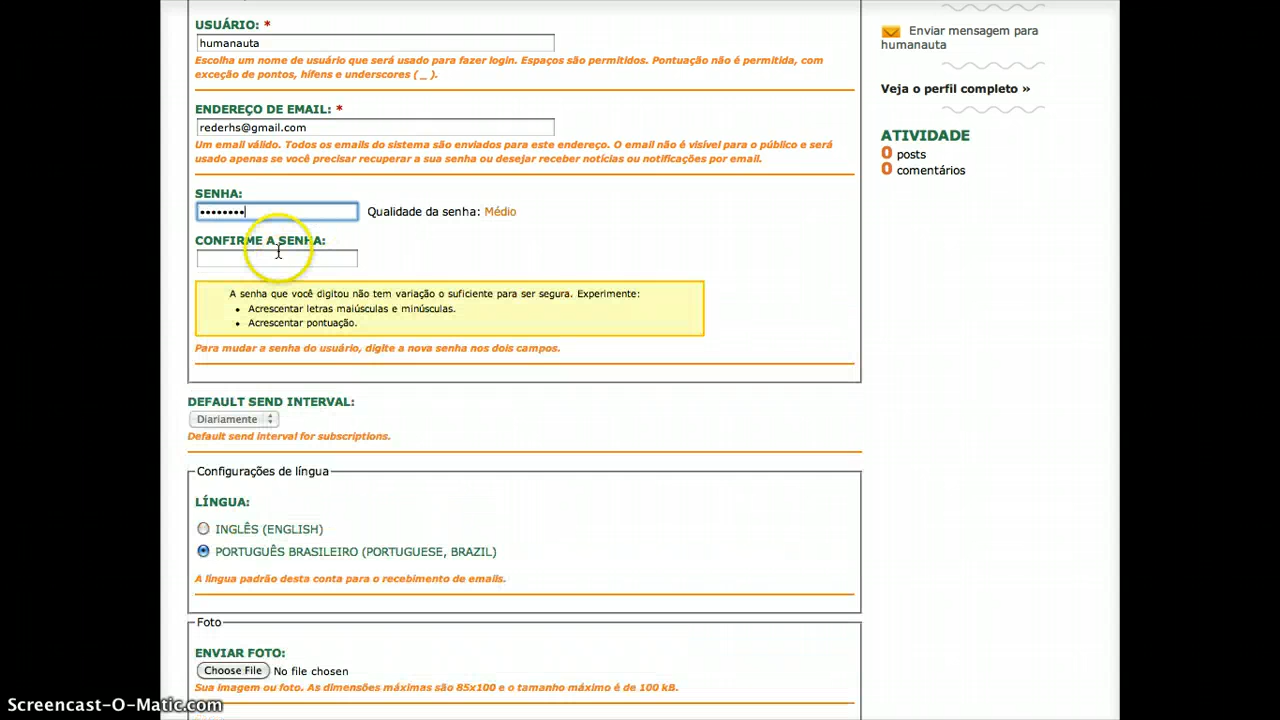 USUÁRIO: *
humanauta
Escolha um nome de usuário que será usado para fazer login. Espaços são permitidos. Pontuação não é permitida, com
exceção de pontos, hifens e underscores ( _ ).
ENDEREÇO DE EMAIL: *
rederhs@gmail.com
Um email válido. Todos os emails do sistema são enviados para este endereço. O email não é visível para o público e será
usado apenas se você precisar recuperar a sua senha ou desejar receber notícias ou notificações por email.
SENHA:
••••••••
Qualidade da senha: Médio
CONFIRME A SENHA:
A senha que você digitou não tem variação o suficiente para ser segura. Experimente:
• Acrescentar letras maiúsculas e minúsculas.
• Acrescentar pontuação.
Para mudar a senha do usuário, digite a nova senha nos dois campos.
DEFAULT SEND INTERVAL:
Diariamente
Default send interval for subscriptions.
Configurações de língua
LÍNGUA:
INGLÊS (ENGLISH)
PORTUGUÊS BRASILEIRO (PORTUGUESE, BRAZIL)
A língua padrão desta conta para o recebimento de emails.
Foto
ENVIAR FOTO:
Choose File No file chosen
Sua imagem ou foto. As dimensões máximas são 85x100 e o tamanho máximo é de 100 kB.
Enviar mensagem para
humanauta
Veja o perfil completo »
ATIVIDADE
0 posts
0 comentários
Screencast-O-Matic.com